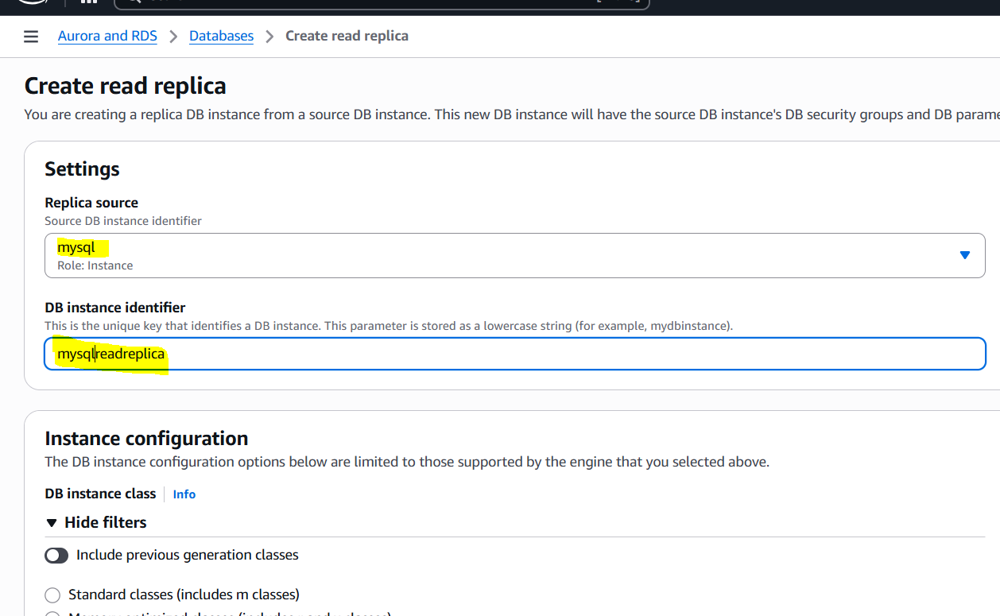 Aurora and RDS > Databases > Create read replica
Create read replica
You are creating a replica DB instance from a source DB instance. This new DB instance will have the source DB instance's DB security groups and DB
Settings
Replica source
Source DB instance identifier
mysql
Role: Instance
DB instance identifier
This is the unique key that identifies a DB instance. This parameter is stored as a lowercase string (for example, mydbinstance).
mysqlreadreplica
Instance configuration
The DB instance configuration options below are limited to those supported by the engine that you selected above.
DB instance class Info
Hide filters
Include previous generation classes
Standard classes (includes m classes)